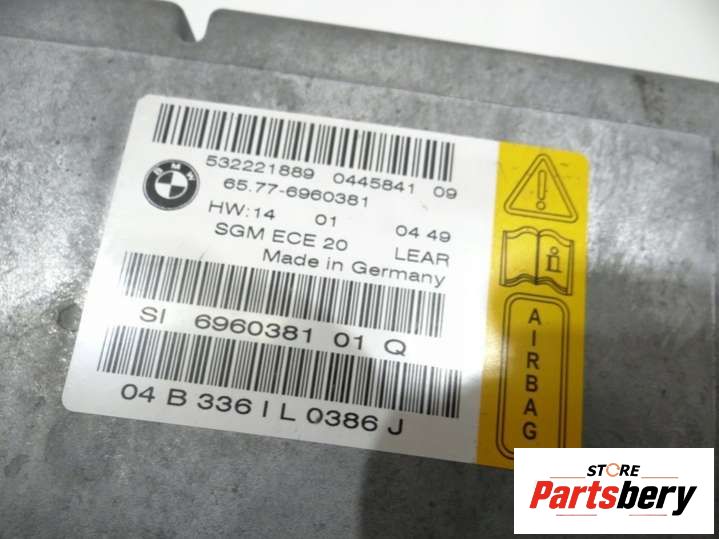 532221889 0445841 09
BMW
65.77-6960381
HW:14 01 04 49
SGM ECE 20 LEAR
Made in Germany
SI 6960381 01 Q
04 B 336 I L 0386 J
i
AIRBAG
STORE
Partsbery